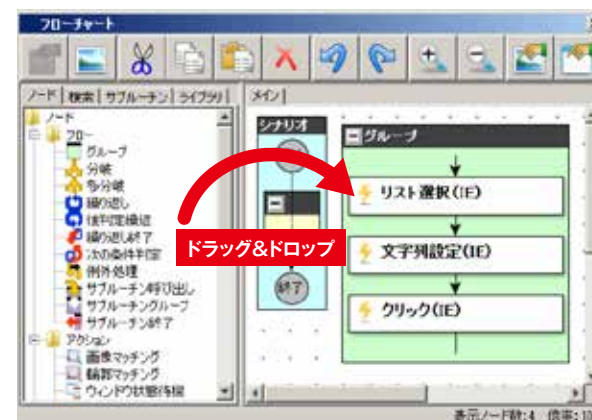 フローチャート
ノード 検索 サブルーチン ライブラリ
メイン
ノード
フロー
グループ
分岐
多分岐
繰り返し
後判定繰返
繰り返し終了
次の条件判定
例外処理
サブルーチン呼び出し
サブルーチングループ
サブルーチン終了
アクション
画像マッチング
輪郭マッチング
ウィンドウ状態待機
シナリオ
終了
グループ
リスト選択(IE)
文字列設定(IE)
クリック(IE)
ドラッグ&ドロップ
表示ノード数:4 倍率: